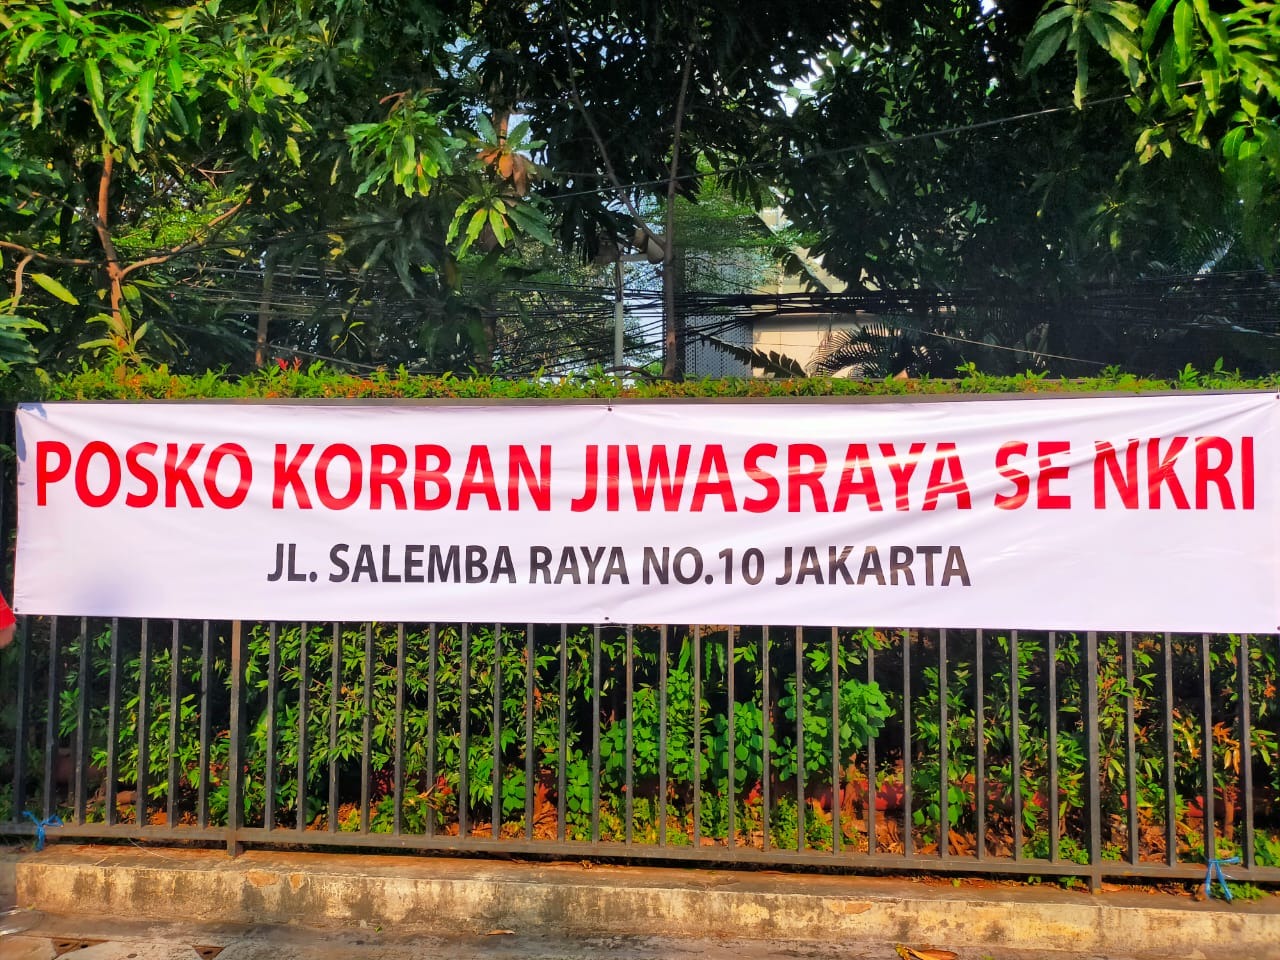 POSKO KORBAN JIWASRAYA SE NKRI
JL. SALEMBA RAYA NO.10 JAKARTA